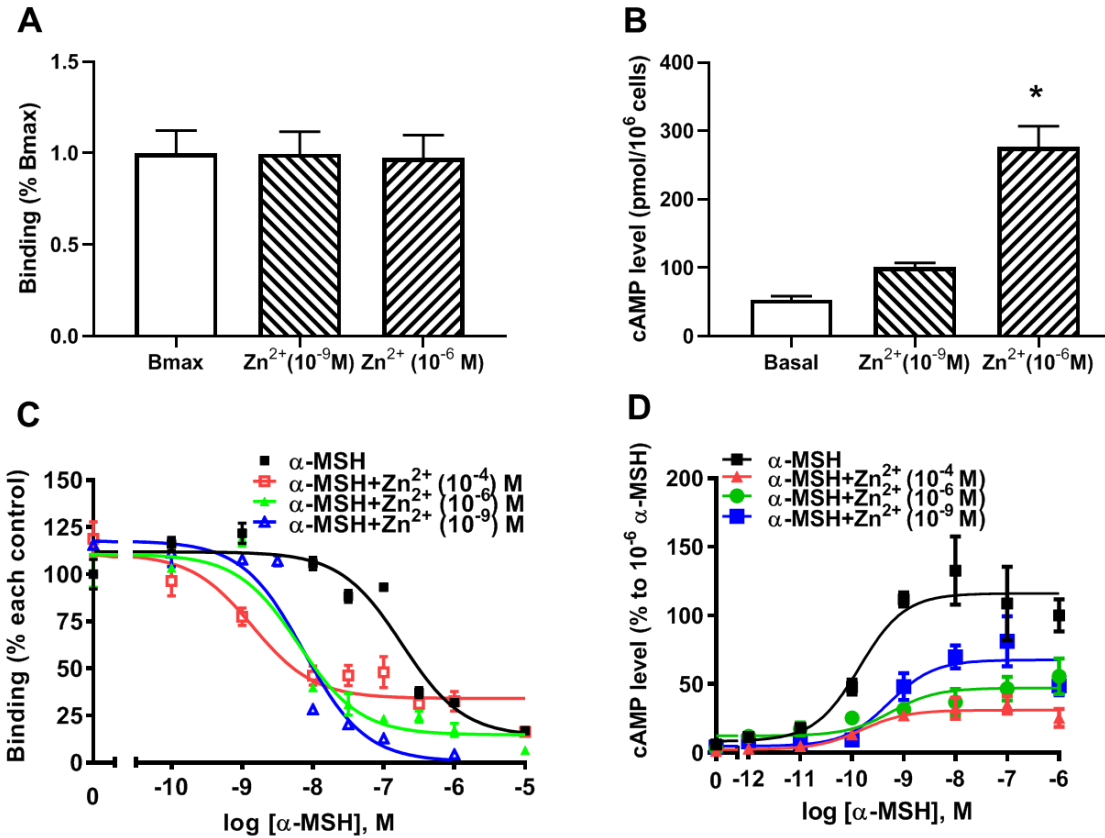 A
Binding (% Bmax)
1.5
1.0
0.5
0.0
Bmax
Zn²⁺(10⁻⁹M)
Zn²⁺ (10⁻⁶ M)
B
cAMP level (pmol/10⁶ cells)
400
300
200
100
0
*
Basal
Zn²⁺(10⁻⁹M)
Zn²⁺(10⁻⁶M)
C
Binding (% each control)
150
125
100
75
50
25
0
α-MSH
α-MSH+Zn²⁺ (10⁻⁴) M
α-MSH+Zn²⁺ (10⁻⁶) M
α-MSH+Zn²⁺ (10⁻⁹) M
0 -10 -9 -8 -7 -6 -5
log [α-MSH], M
D
cAMP level (% to 10⁻⁶ α-MSH)
200
150
100
50
0
α-MSH
α-MSH+Zn²⁺ (10⁻⁴ M)
α-MSH+Zn²⁺ (10⁻⁶ M)
α-MSH+Zn²⁺ (10⁻⁹ M)
0 -12 -11 -10 -9 -8 -7 -6
log [α-MSH], M